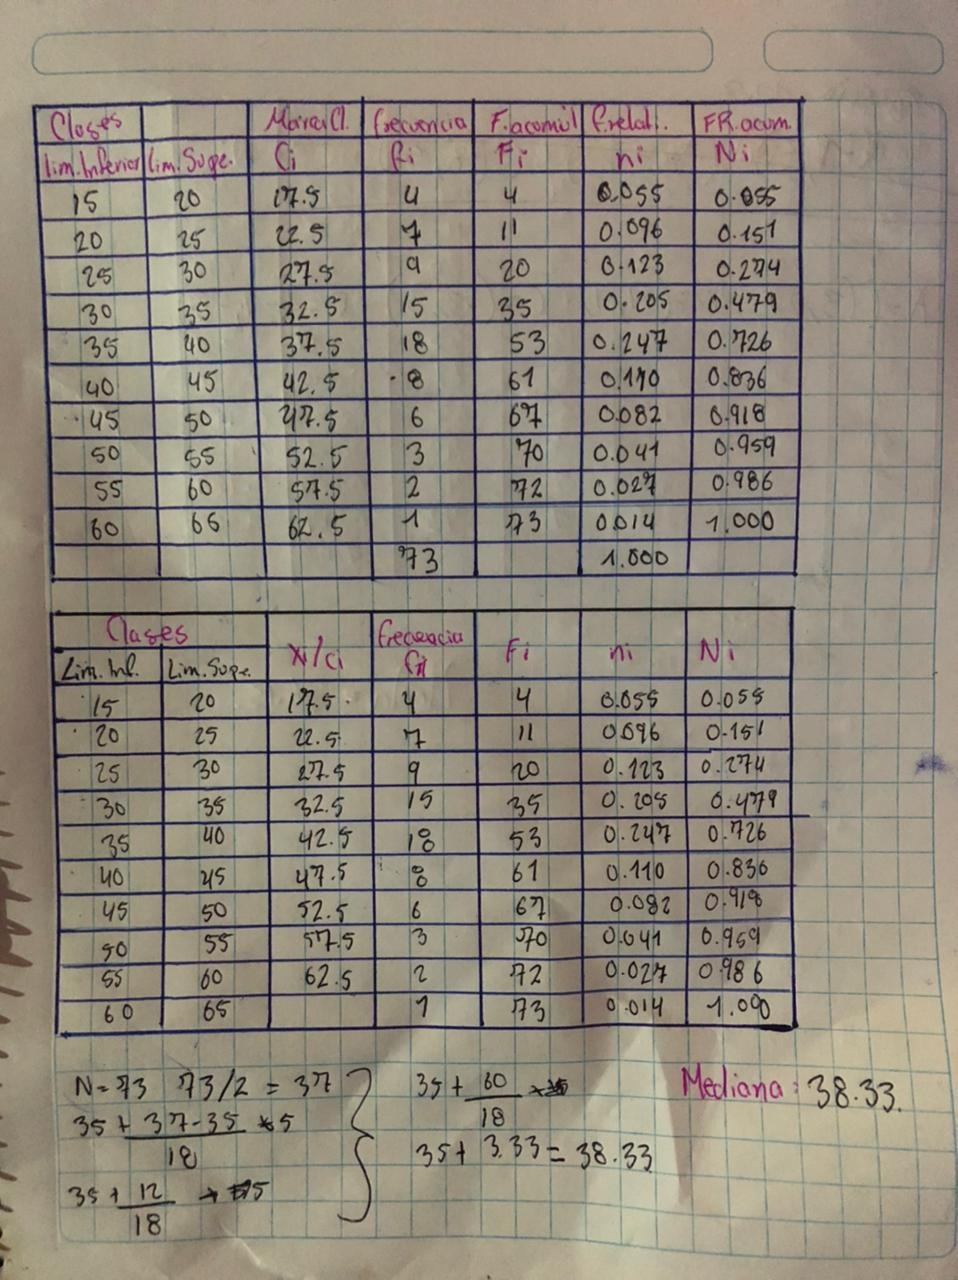 Clases Marca Cl. frecuencia F.acomul f.relati. FR.acum.
Lim.Inferior Lim.Supe. Ci fi Fi ni Ni
15 20 17.5 4 4 0.055 0.055
20 25 22.5 7 11 0.096 0.151
25 30 27.5 9 20 0.123 0.274
30 35 32.5 15 35 0.205 0.479
35 40 37.5 18 53 0.247 0.726
40 45 42.5 8 61 0.110 0.836
45 50 47.5 6 67 0.082 0.918
50 55 52.5 3 70 0.041 0.959
55 60 57.5 2 72 0.027 0.986
60 65 62.5 1 73 0.014 1.000
73 1.000
Clases Xi/ci frecuencia Fi ni Ni
Lim. Inf. Lim. Supe.
15 20 17.5 4 4 0.055 0.055
20 25 22.5 7 11 0.096 0.151
25 30 27.5 9 20 0.123 0.274
30 35 32.5 15 35 0.205 0.479
35 40 42.5 18 53 0.247 0.726
40 45 47.5 8 61 0.110 0.836
45 50 52.5 6 67 0.082 0.918
50 55 57.5 3 70 0.041 0.959
55 60 62.5 2 72 0.027 0.986
60 65 1 73 0.014 1.000
N=73 73/2 = 37
35 + 37-35 *5
18
35 + 12 * 5
18
35 + 60
18
35 + 3.33 = 38.33
Mediana: 38.33.